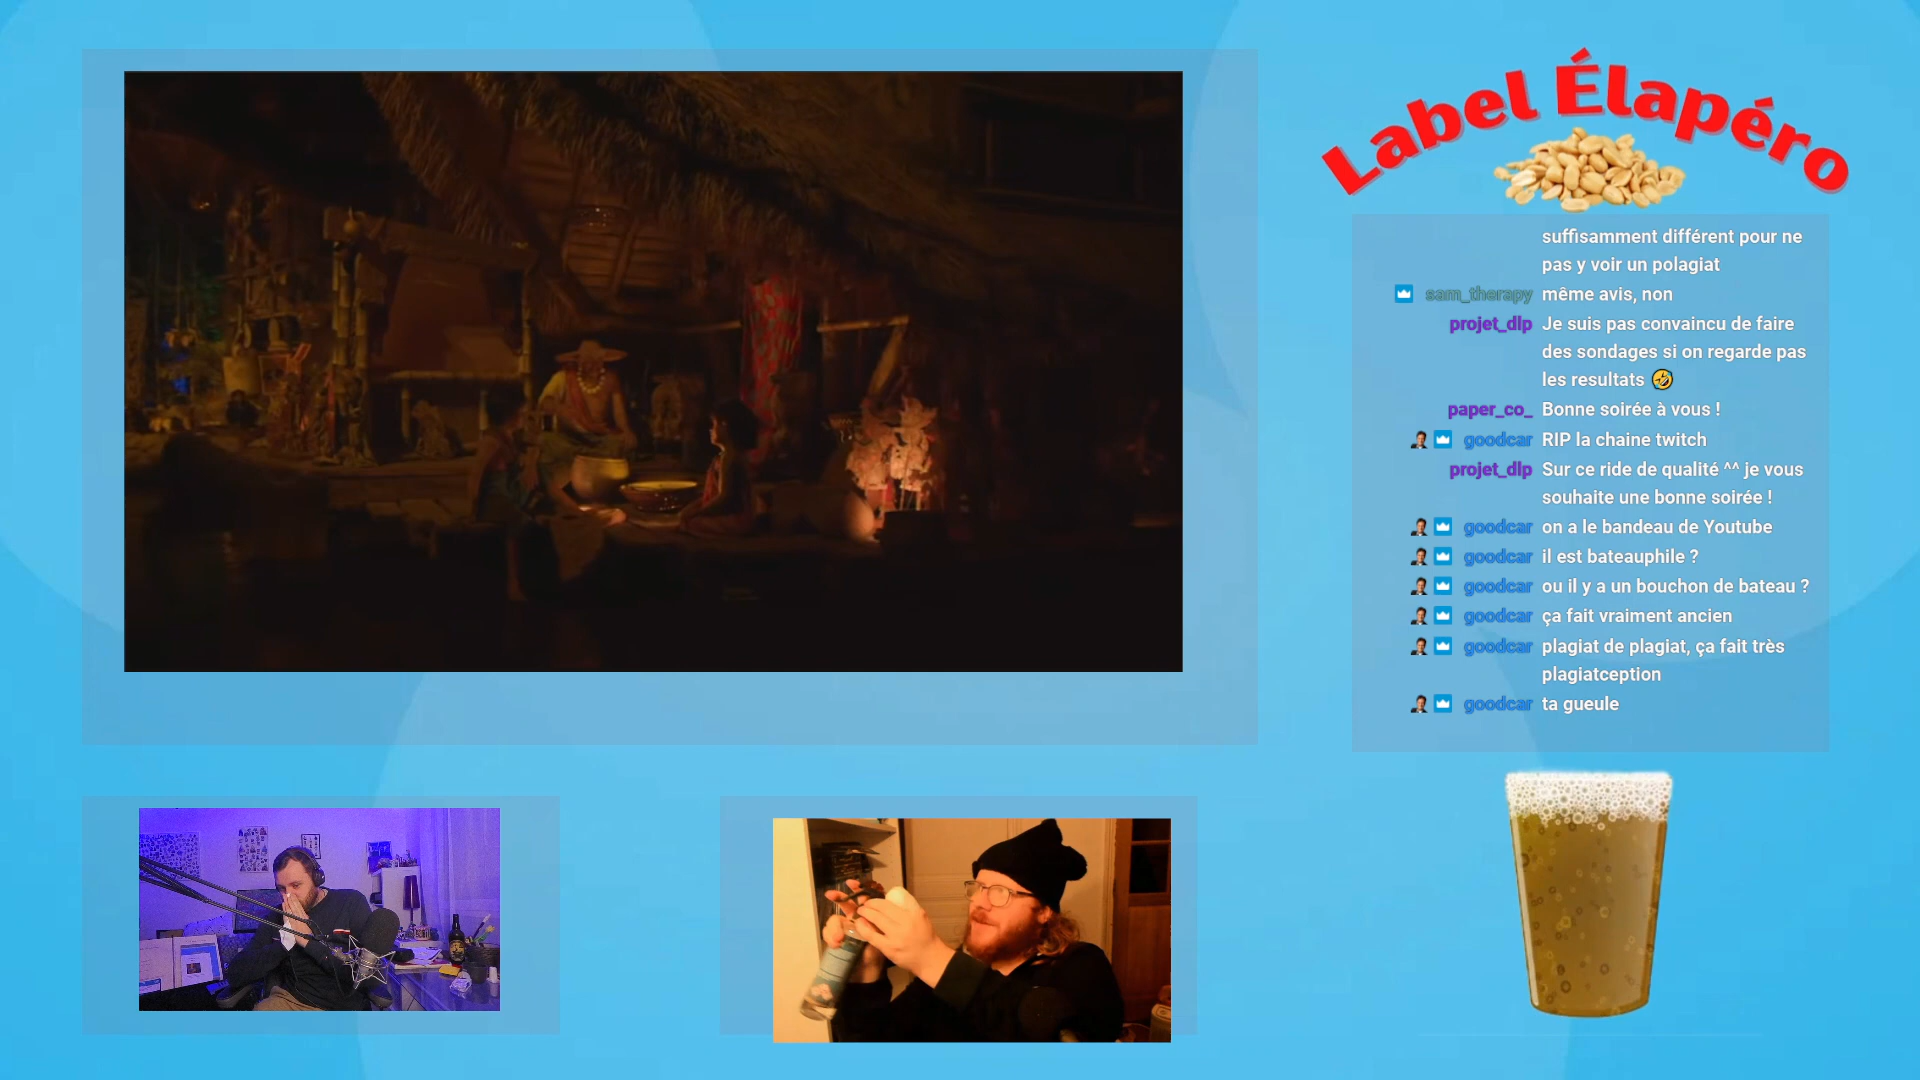 Label Élapéro
suffisamment différent pour ne
pas y voir un polagiat
sam_therapy même avis, non
projet_dlp Je suis pas convaincu de faire
des sondages si on regarde pas
les resultats 🤣
paper_co_ Bonne soirée à vous !
goodcar RIP la chaine twitch
projet_dlp Sur ce ride de qualité ^^ je vous
souhaite une bonne soirée !
goodcar on a le bandeau de Youtube
goodcar il est bateauphile ?
goodcar ou il y a un bouchon de bateau ?
goodcar ça fait vraiment ancien
goodcar plagiat de plagiat, ça fait très
plagiatception
goodcar ta gueule